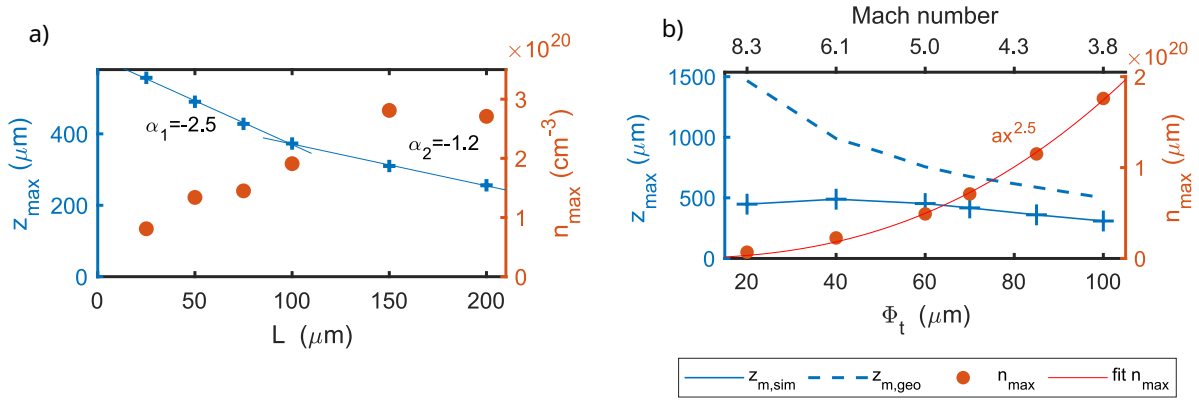 a)
×10^20
400
200
0
z_max (μm)
α_1=-2.5
α_2=-1.2
3
2
1
0
n_max (cm^-3)
0 50 100 150 200
L (μm)
b)
Mach number
8.3 6.1 5.0 4.3 3.8
×10^20
1500
1000
500
0
z_max (μm)
ax^2.5
2
1
0
n_max (μm)
20 40 60 80 100
Φ_t (μm)
z_m,sim z_m,geo n_max fit n_max